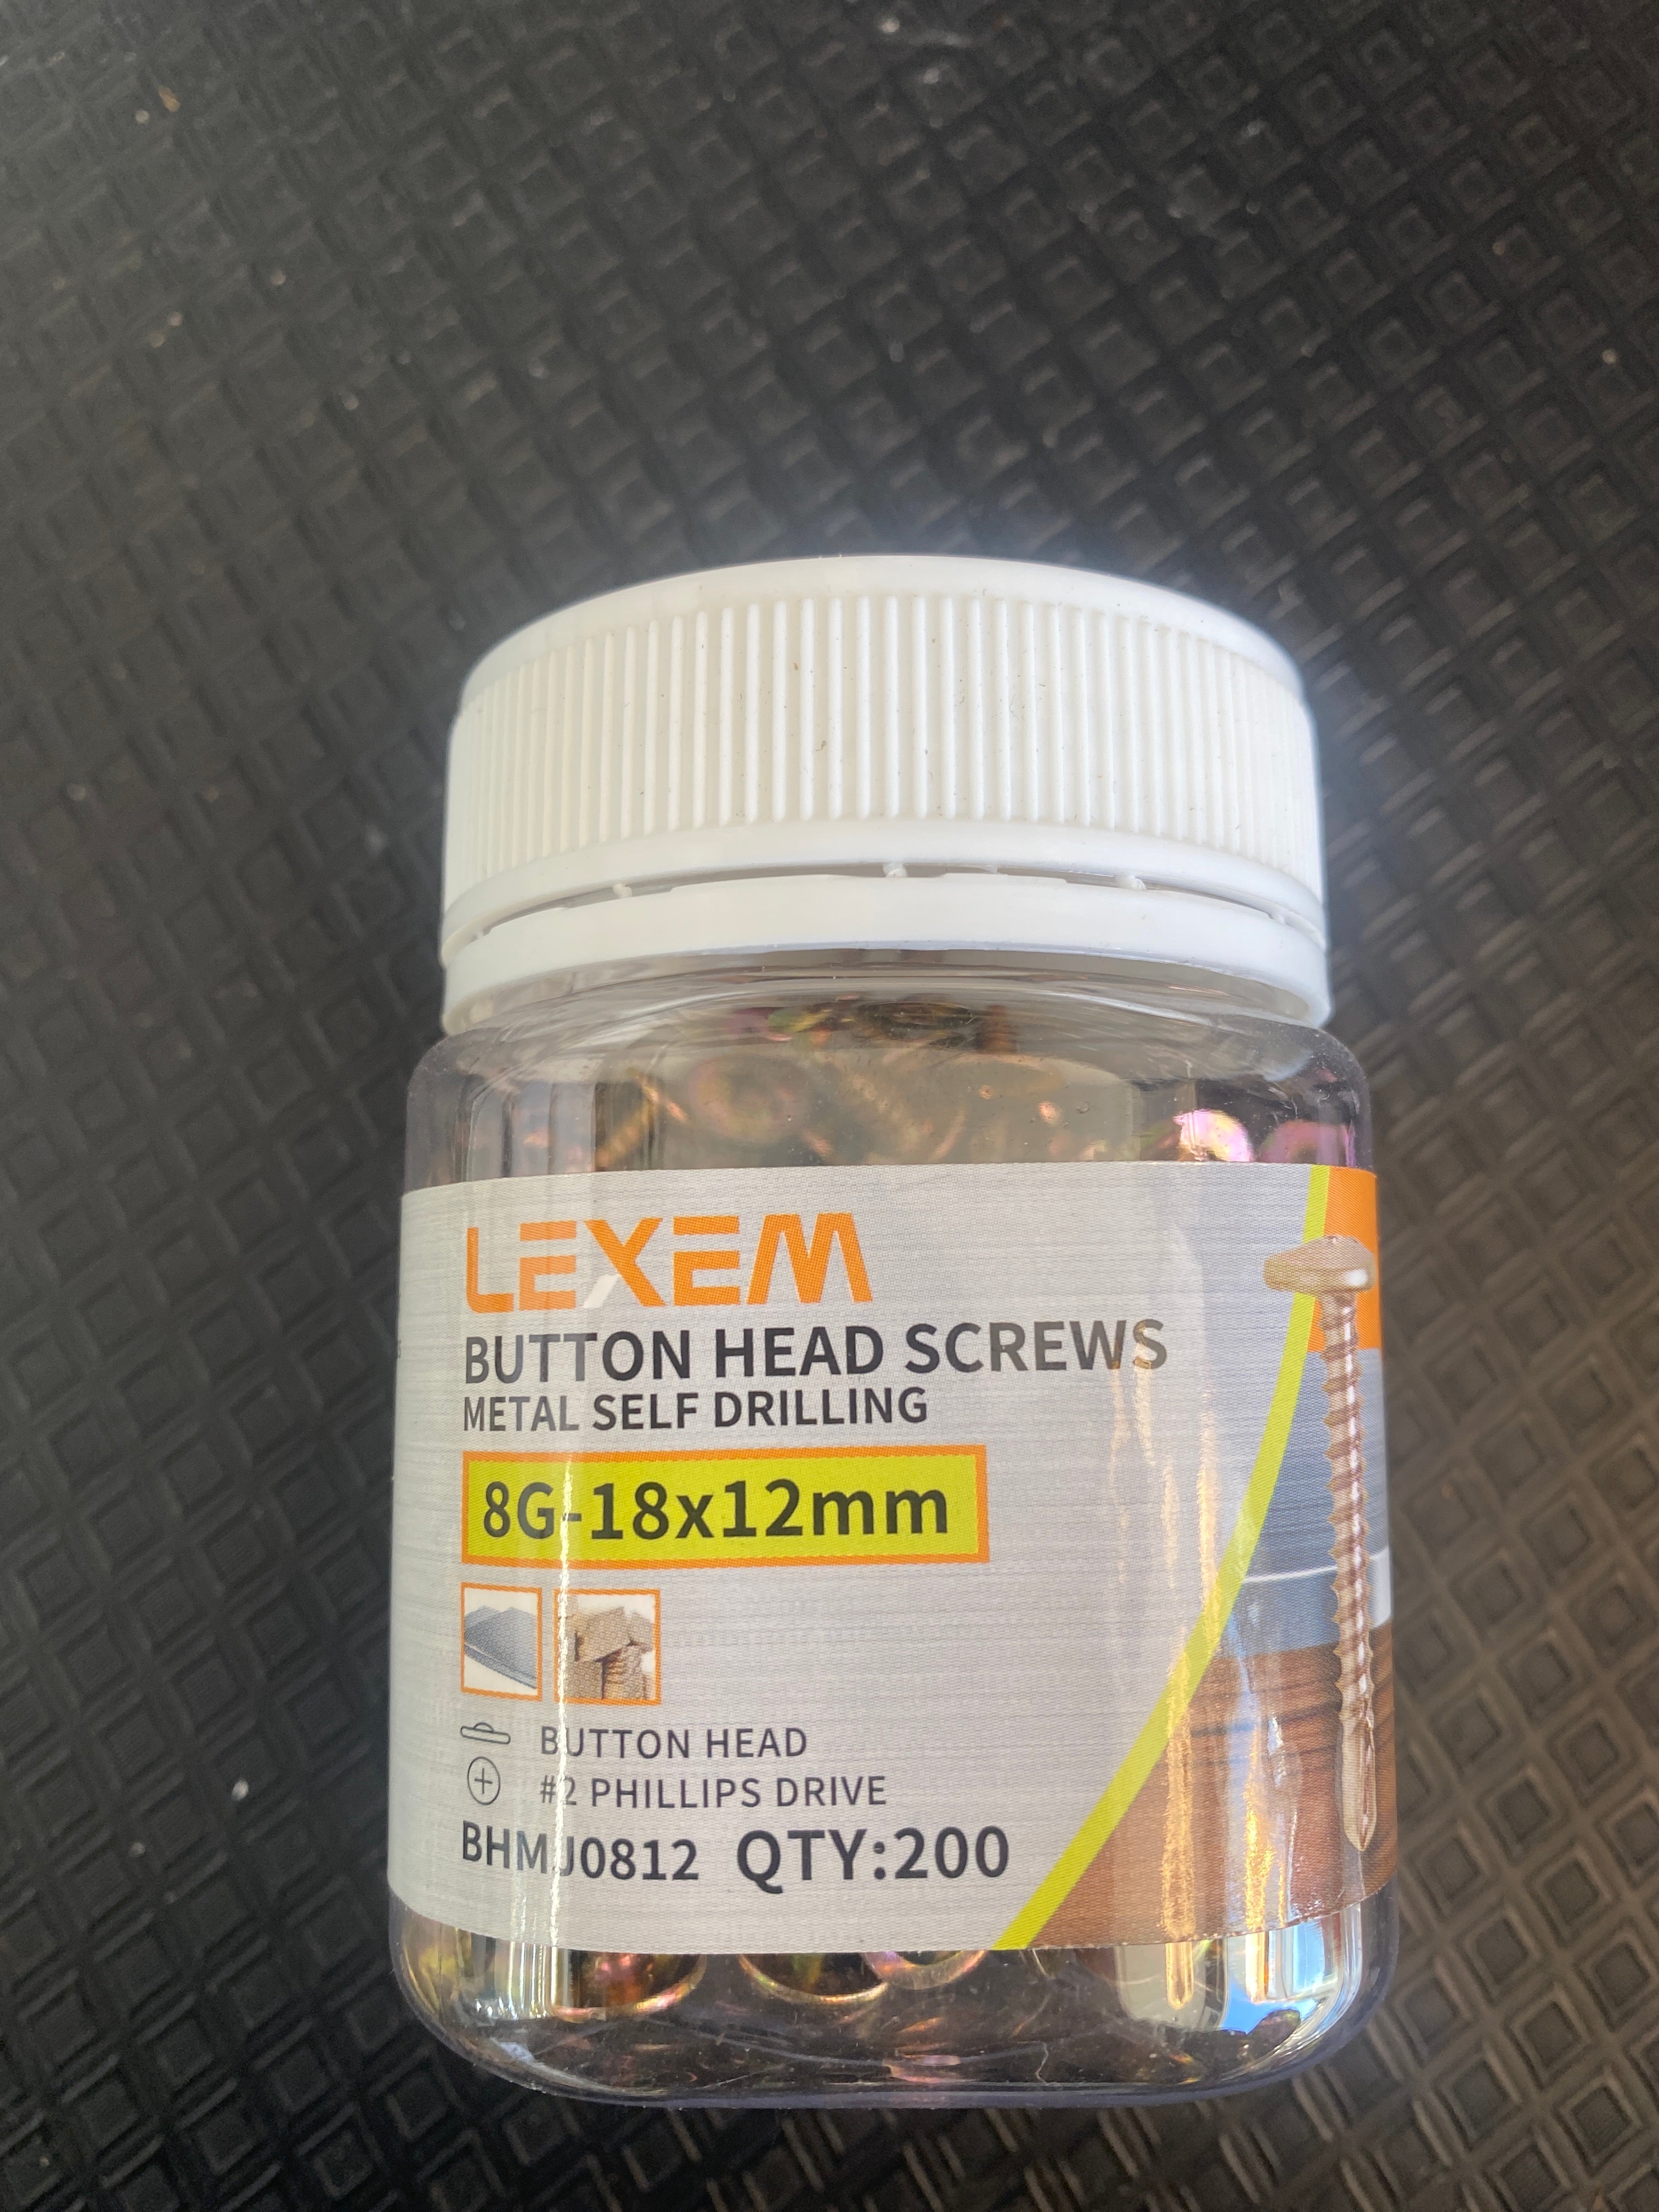 LEXEM
BUTTON HEAD SCREWS
METAL SELF DRILLING
8G-18x12mm
BUTTON HEAD
#2 PHILLIPS DRIVE
BHMJ0812 QTY:200